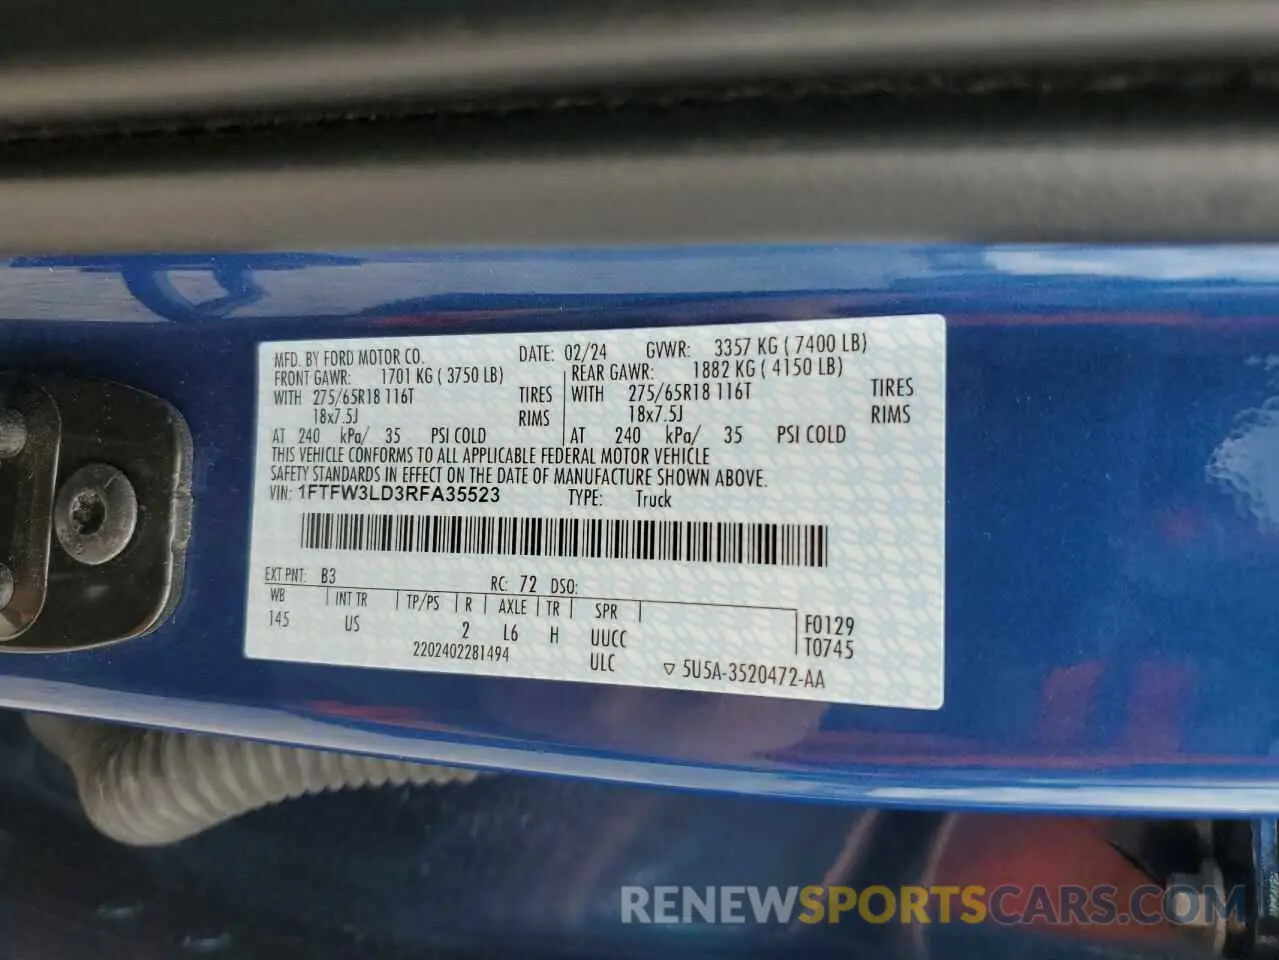 MFD. BY FORD MOTOR CO. DATE: 02/24 GVWR: 3357 KG ( 7400 LB)
FRONT GAWR: 1701 KG ( 3750 LB) REAR GAWR: 1882 KG ( 4150 LB)
WITH 275/65R18 116T TIRES WITH 275/65R18 116T TIRES
18x7.5J RIMS 18x7.5J RIMS
AT 240 kPa/ 35 PSI COLD AT 240 kPa/ 35 PSI COLD
THIS VEHICLE CONFORMS TO ALL APPLICABLE FEDERAL MOTOR VEHICLE
SAFETY STANDARDS IN EFFECT ON THE DATE OF MANUFACTURE SHOWN ABOVE.
VIN: 1FTFW3LD3RFA35523 TYPE: Truck
EXT PNT: B3 RC: 72 DSO:
WB INT TR TP/PS R AXLE TR SPR F0129
145 US 2 L6 H UUCC T0745
2202402281494 ULC ▽ 5U5A-3520472-AA
RENEWSPORTSCARS.COM